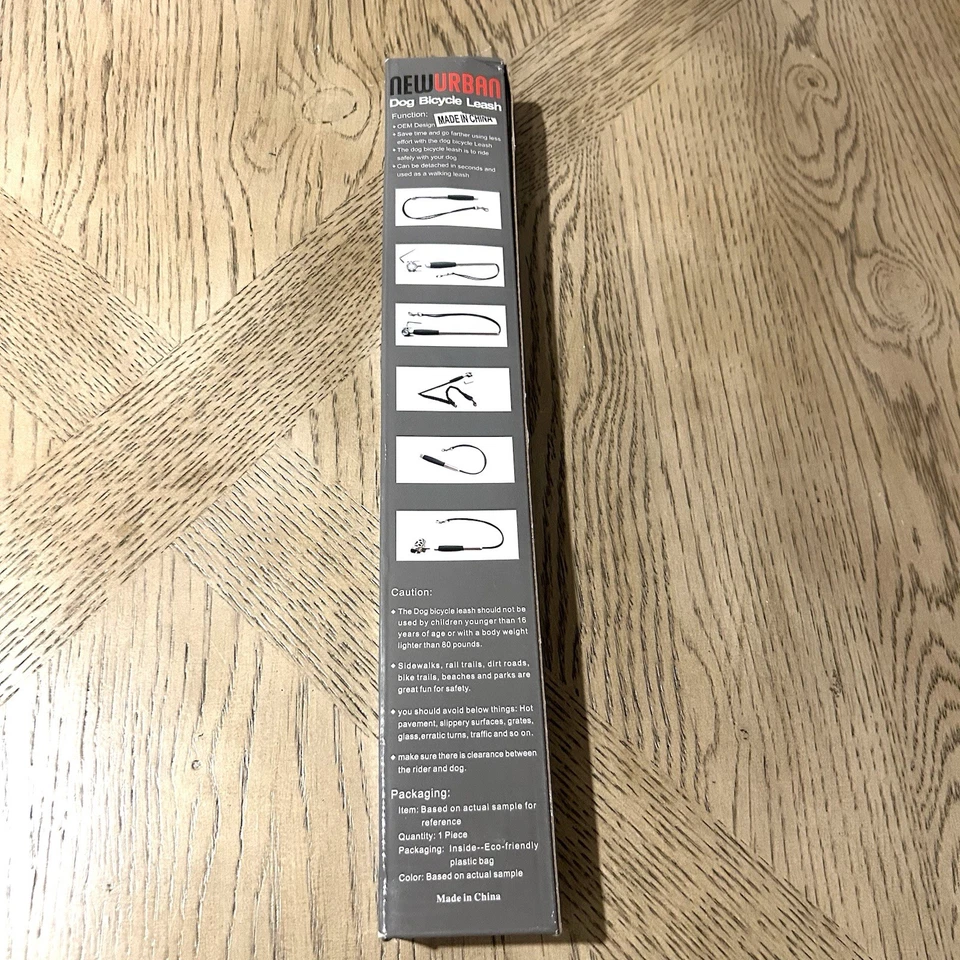 NEWURBAN
Dog Bicycle Leash
Function:
• OEM Design MADE IN CHINA
• Save time and go farther using less
effort with the dog bicycle Leash
• The dog bicycle leash is to ride
safely with your dog
• Can be detached in seconds and
used as a walking leash
Caution:
◆ The Dog bicycle leash should not be
used by children younger than 16
years of age or with a body weight
lighter than 80 pounds.
◆ Sidewalks, rail trails, dirt roads,
bike trails, beaches and parks are
great fun for safety.
◆ you should avoid below things: Hot
pavement, slippery surfaces, grates,
glass,erratic turns, traffic and so on.
◆ make sure there is clearance between
the rider and dog.
Packaging:
Item: Based on actual sample for
reference
Quantity: 1 Piece
Packaging: Inside--Eco-friendly
plastic bag
Color: Based on actual sample
Made in China